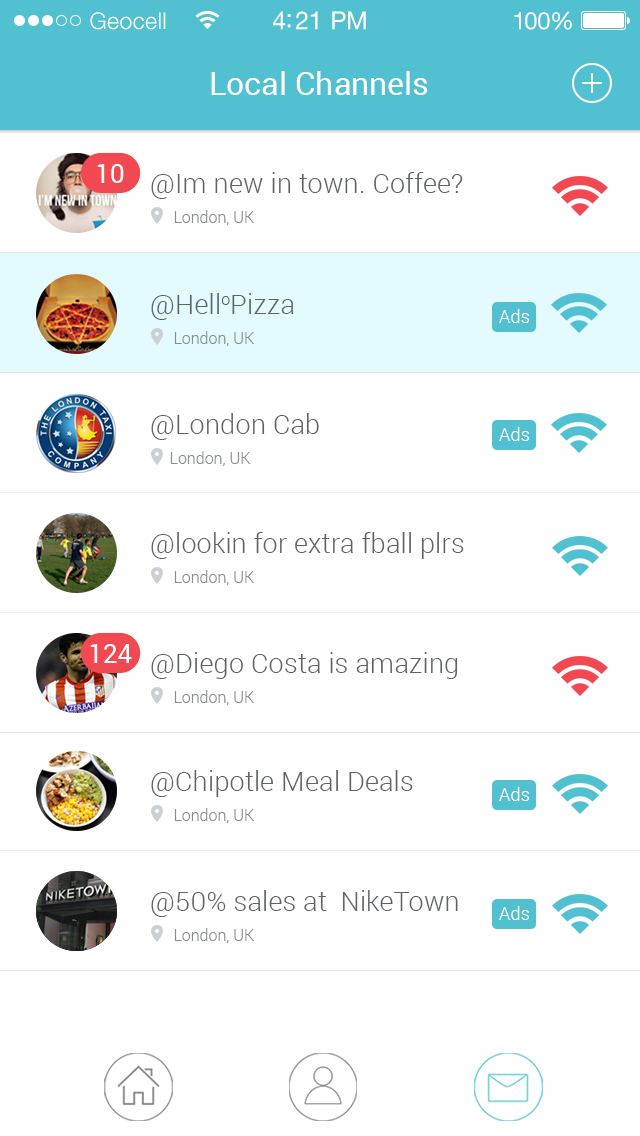 Geocell 4:21 PM 100%
Local Channels
10
I'M NEW IN TOWN
@Im new in town. Coffee?
London, UK
@HellºPizza
London, UK
Ads
THE LONDON TAXI
COMPANY
@London Cab
London, UK
Ads
@lookin for extra fball plrs
London, UK
124
AZERBAIJAN
@Diego Costa is amazing
London, UK
@Chipotle Meal Deals
London, UK
Ads
NIKETOWN
@50% sales at  NikeTown
London, UK
Ads